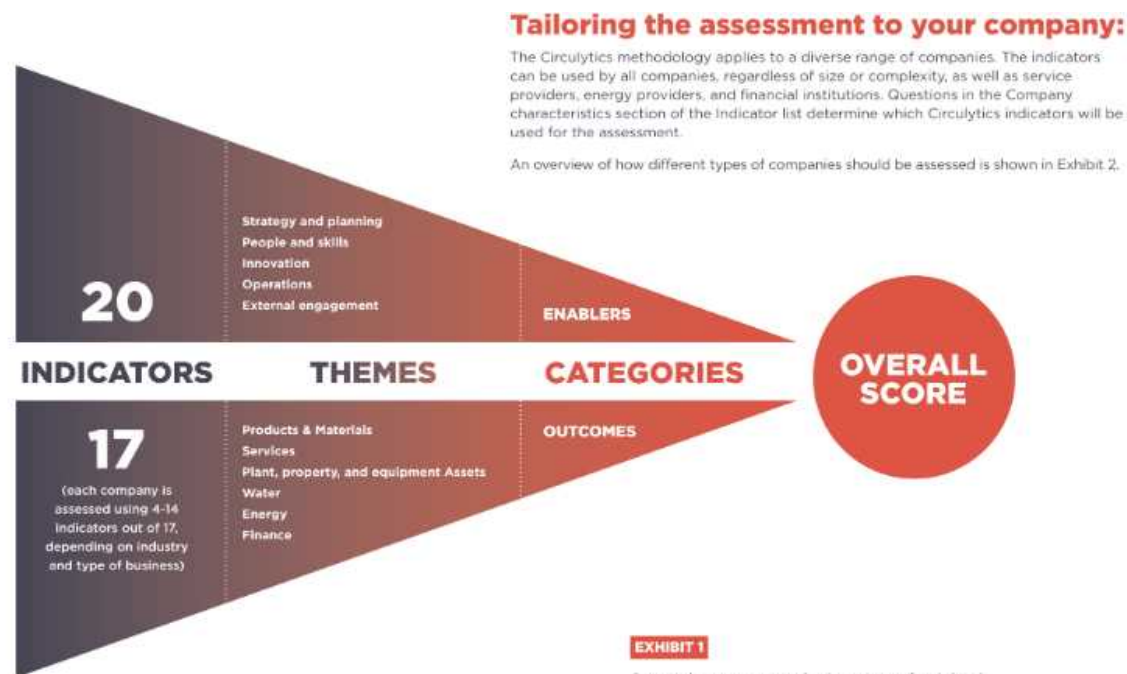 Tailoring the assessment to your company:
The Circulytics methodology applies to a diverse range of companies. The indicators
can be used by all companies, regardless of size or complexity, as well as service
providers, energy providers, and financial institutions. Questions in the Company
characteristics section of the Indicator list determine which Circulytics indicators will be
used for the assessment.
An overview of how different types of companies should be assessed is shown in Exhibit 2.
20
Strategy and planning
People and skills
Innovation
Operations
External engagement
ENABLERS
INDICATORS
THEMES
CATEGORIES
OVERALL
SCORE
17
(each company is
assessed using 4-14
indicators out of 17,
depending on industry
and type of business)
Products & Materials
Services
Plant, property, and equipment Assets
Water
Energy
Finance
OUTCOMES
EXHIBIT 1